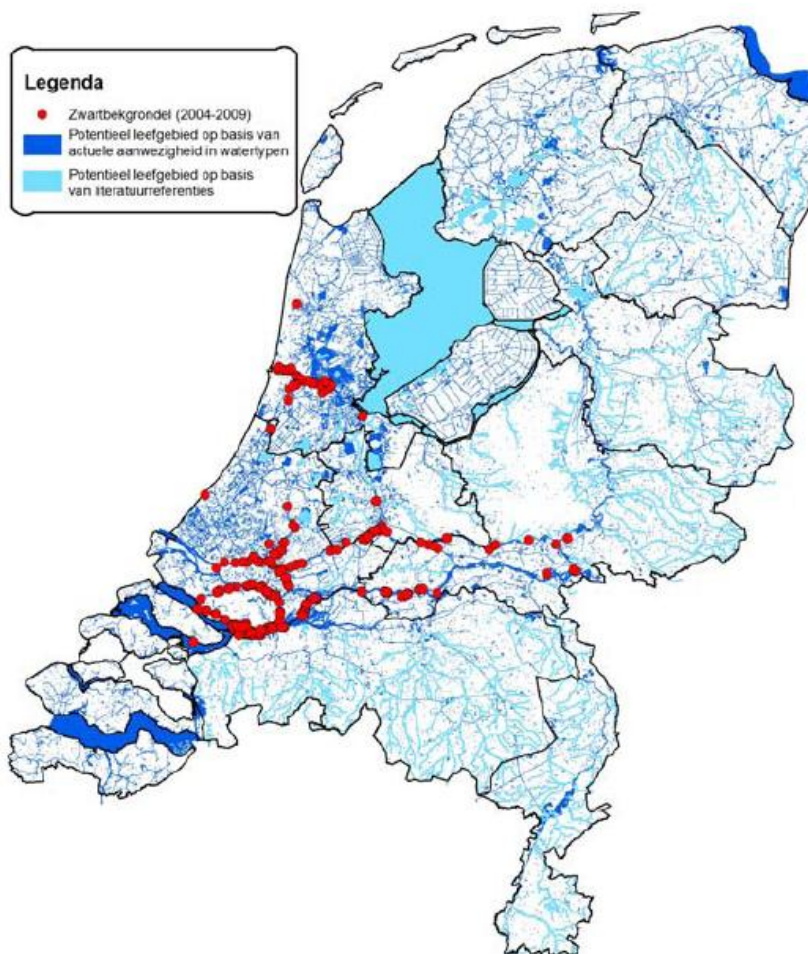 Legenda
Zwartbekgrondel (2004-2009)
Potentieel leefgebied op basis van
actuele aanwezigheid in watertypen
Potentieel leefgebied op basis
van literatuurreferenties